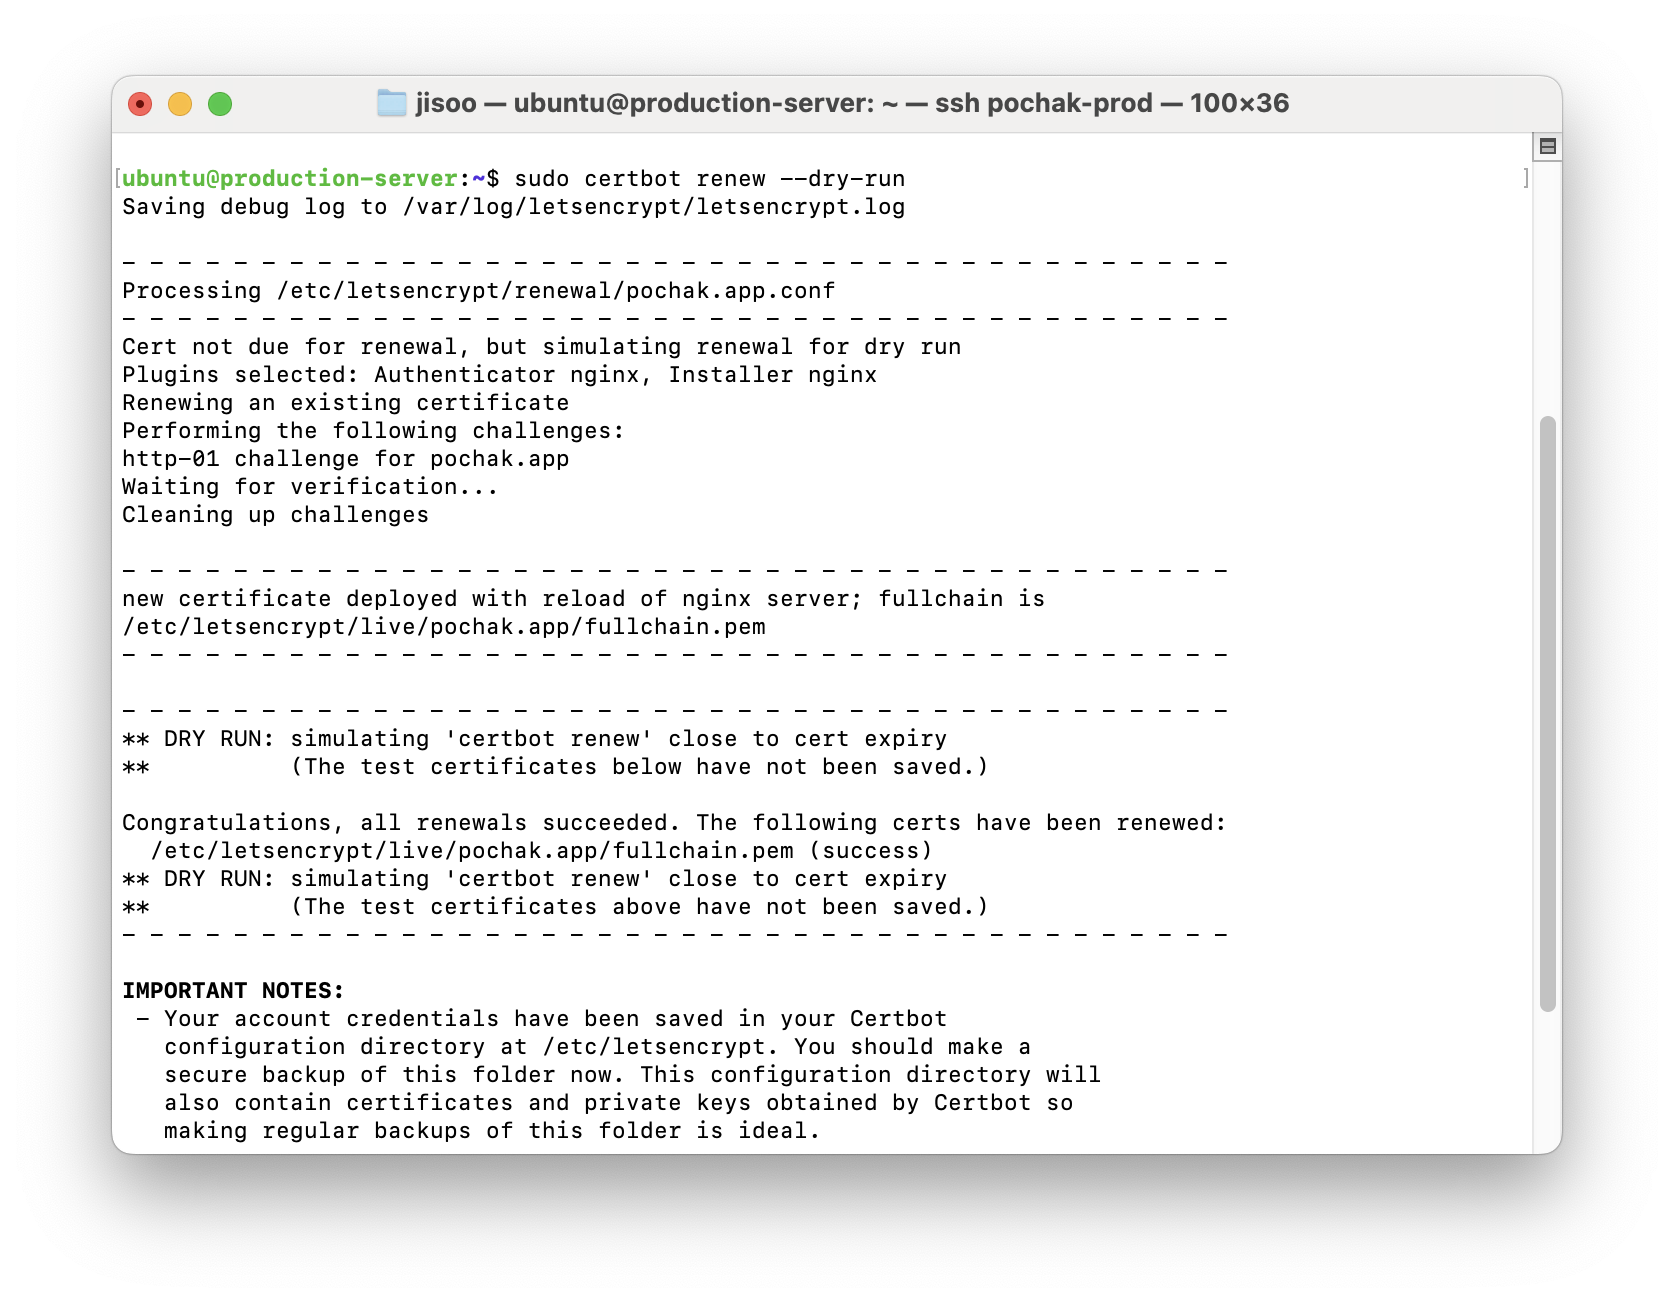 jisoo — ubuntu@production-server: ~ — ssh pochak-prod — 100×36
[ubuntu@production-server:~$ sudo certbot renew --dry-run ]
Saving debug log to /var/log/letsencrypt/letsencrypt.log
- - - - - - - - - - - - - - - - - - - - - - - - - - - - - - - - - - - - - - - -
Processing /etc/letsencrypt/renewal/pochak.app.conf
- - - - - - - - - - - - - - - - - - - - - - - - - - - - - - - - - - - - - - - -
Cert not due for renewal, but simulating renewal for dry run
Plugins selected: Authenticator nginx, Installer nginx
Renewing an existing certificate
Performing the following challenges:
http-01 challenge for pochak.app
Waiting for verification...
Cleaning up challenges
- - - - - - - - - - - - - - - - - - - - - - - - - - - - - - - - - - - - - - - -
new certificate deployed with reload of nginx server; fullchain is
/etc/letsencrypt/live/pochak.app/fullchain.pem
- - - - - - - - - - - - - - - - - - - - - - - - - - - - - - - - - - - - - - - -
- - - - - - - - - - - - - - - - - - - - - - - - - - - - - - - - - - - - - - - -
** DRY RUN: simulating 'certbot renew' close to cert expiry
**          (The test certificates below have not been saved.)
Congratulations, all renewals succeeded. The following certs have been renewed:
  /etc/letsencrypt/live/pochak.app/fullchain.pem (success)
** DRY RUN: simulating 'certbot renew' close to cert expiry
**          (The test certificates above have not been saved.)
- - - - - - - - - - - - - - - - - - - - - - - - - - - - - - - - - - - - - - - -
IMPORTANT NOTES:
 - Your account credentials have been saved in your Certbot
   configuration directory at /etc/letsencrypt. You should make a
   secure backup of this folder now. This configuration directory will
   also contain certificates and private keys obtained by Certbot so
   making regular backups of this folder is ideal.